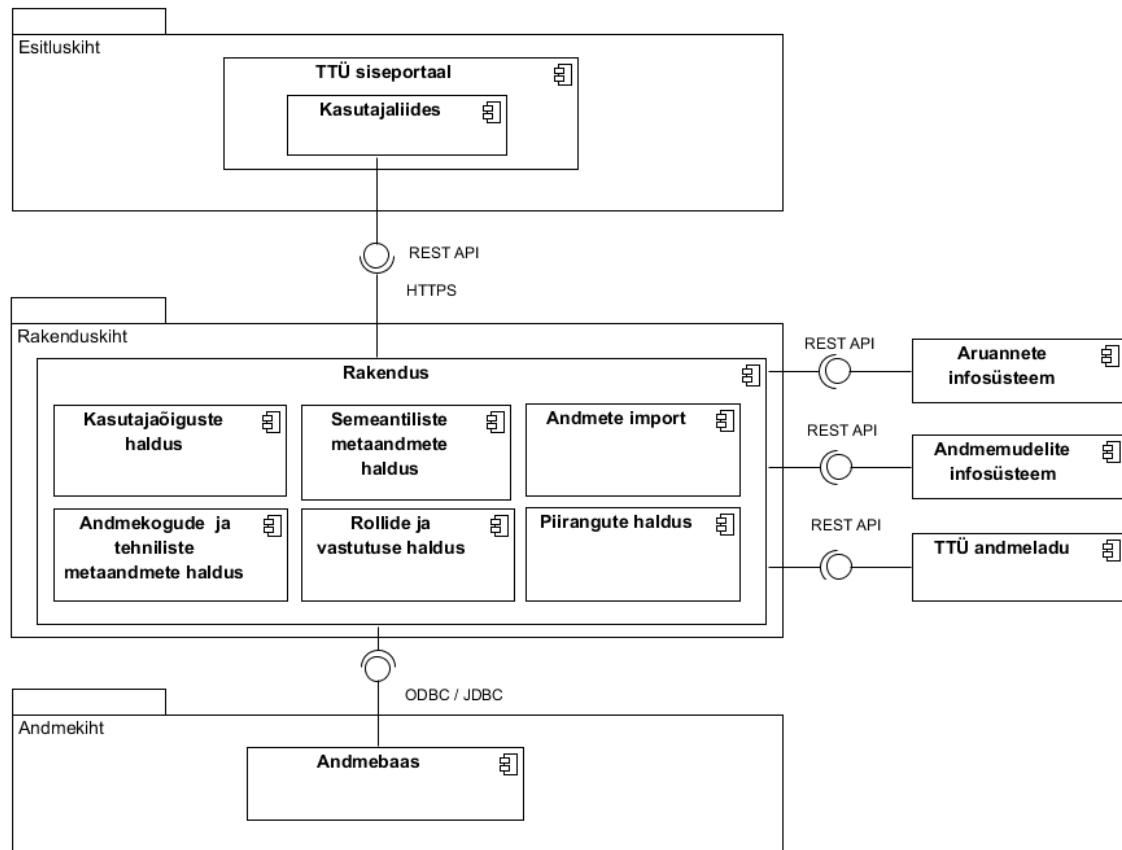 Esitluskiht
TTÜ siseportaal
Kasutajaliides
REST API
HTTPS
Rakenduskiht
Rakendus
Kasutajaõiguste
haldus
Semeantiliste
metaandmete
haldus
Andmete import
Andmekogude ja
tehniliste
metaandmete haldus
Rollide ja
vastutuse haldus
Piirangute haldus
REST API
Aruannete
infosüsteem
REST API
Andmemudelite
infosüsteem
REST API
TTÜ andmeladu
ODBC / JDBC
Andmekiht
Andmebaas